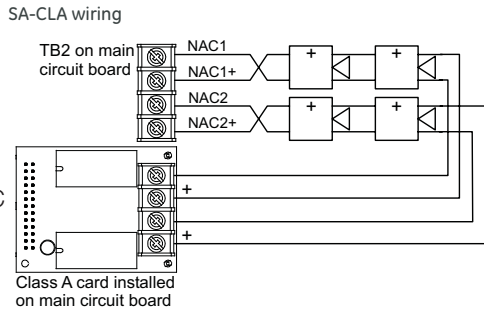 SA-CLA wiring
TB2 on main
circuit board
NAC1
NAC1+
NAC2
NAC2+
+ +
+ +
+
+
C
Class A card installed
on main circuit board